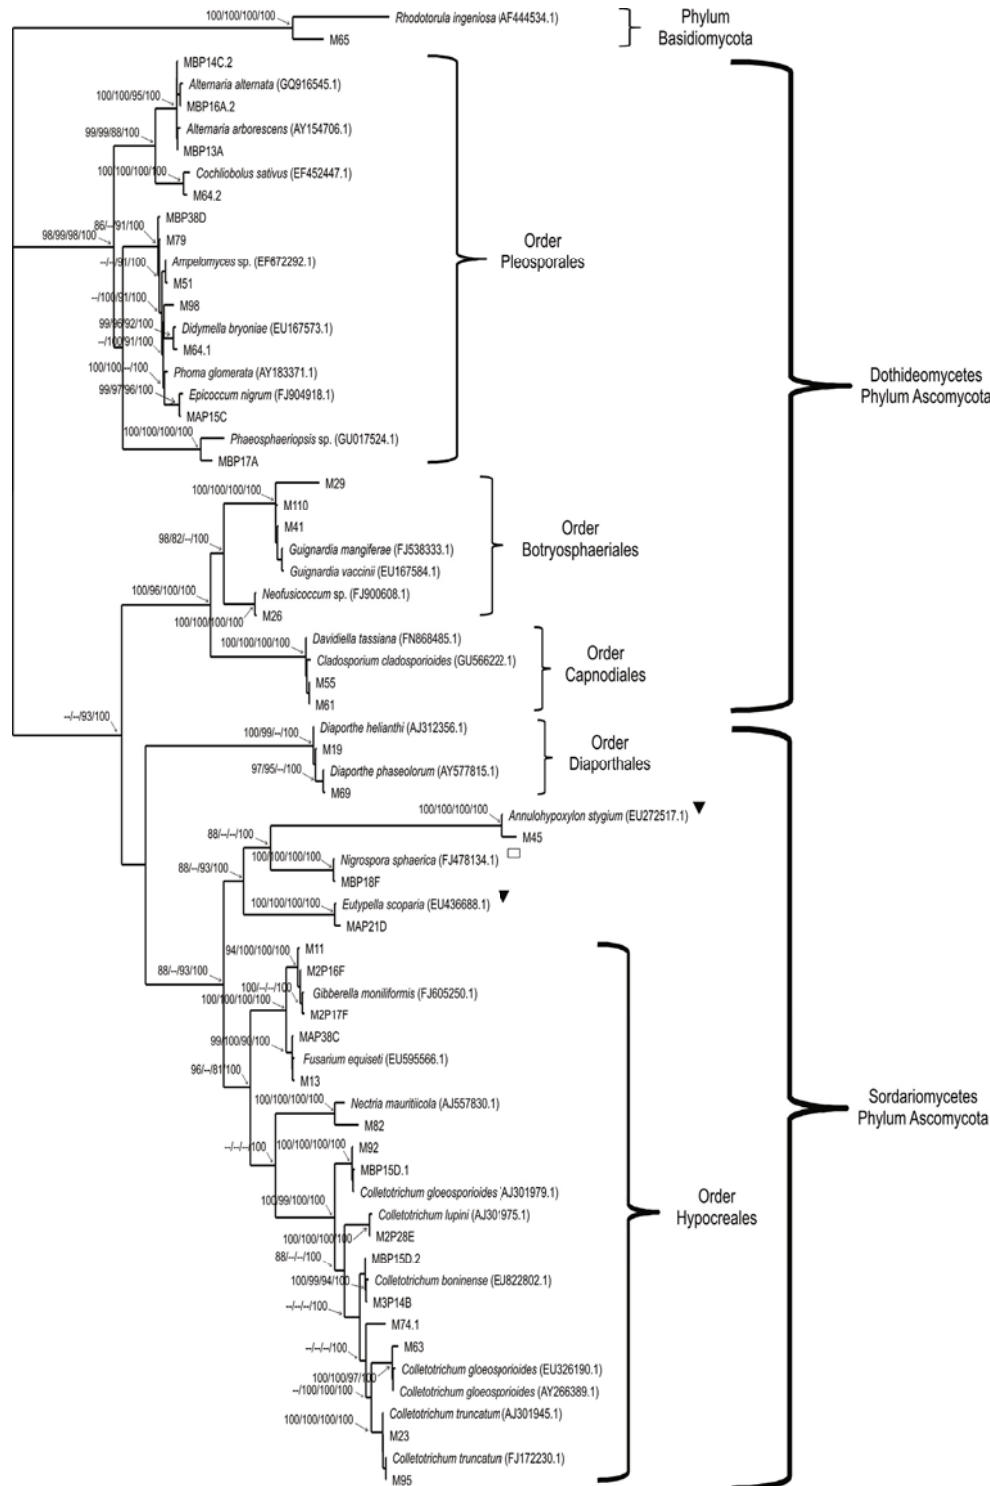 100/100/100/100
Rhodotorula ingeniosa (AF444534.1)
M65
Phylum
Basidiomycota
MBP14C.2
Alternaria alternata (GQ916545.1)
100/100/95/100
MBP16A.2
Alternaria arborescens (AY154706.1)
99/99/88/100
MBP13A
Cochliobolus sativus (EF452447.1)
100/100/100/100
M64.2
MBP38D
86/--/91/100
98/99/98/100
M79
Ampelomyces sp. (EF672292.1)
--/--/91/100
M51
--/100/91/100
M98
99/96/92/100
Didymella bryoniae (EU167573.1)
--/100/91/100
M64.1
100/100/--/100
Phoma glomerata (AY183371.1)
99/97/96/100
Epicoccum nigrum (FJ904918.1)
MAP15C
100/100/100/100
Phaeosphaeriopsis sp. (GU017524.1)
MBP17A
Order
Pleosporales
Dothideomycetes
Phylum Ascomycota
100/100/100/100
M29
M110
M41
98/82/--/100
Guignardia mangiferae (FJ538333.1)
Guignardia vaccinii (EU167584.1)
Order
Botryosphaeriales
100/96/100/100
Neofusicoccum sp. (FJ900608.1)
100/100/100/100
M26
100/100/100/100
Davidiella tassiana (FN868485.1)
Cladosporium cladosporioides (GU566222.1)
M55
M61
Order
Capnodiales
--/--/93/100
100/99/--/100
Diaporthe helianthi (AJ312356.1)
M19
97/95/--/100
Diaporthe phaseolorum (AY577815.1)
M69
Order
Diaporthales
100/100/100/100
Annulohypoxylon stygium (EU272517.1)
M45
88/--/--/100
100/100/100/100
Nigrospora sphaerica (FJ478134.1)
88/--/93/100
MBP18F
100/100/100/100
Eutypella scoparia (EU436688.1)
MAP21D
94/100/100/100
M11
88/--/93/100
M2P16F
100/--/--/100
Gibberella moniliformis (FJ605250.1)
100/100/100/100
M2P17F
99/100/90/100
MAP38C
Fusarium equiseti (EU595566.1)
96/--/81/100
M13
100/100/100/100
Nectria mauritiicola (AJ557830.1)
M82
--/--/--/100
100/100/100/100
M92
MBP15D.1
100/99/100/100
Colletotrichum gloeosporioides (AJ301979.1)
Colletotrichum lupini (AJ301975.1)
100/100/100/100
M2P28E
88/--/--/100
MBP15D.2
100/99/94/100
Colletotrichum boninense (EJ822802.1)
--/--/--/100
M3P14B
M74.1
--/--/--/100
M63
100/100/97/100
Colletotrichum gloeosporioides (EU326190.1)
--/100/100/100
Colletotrichum gloeosporioides (AY266389.1)
Colletotrichum truncatum (AJ301945.1)
100/100/100/100
M23
Colletotrichum truncatun (FJ172230.1)
M95
Order
Hypocreales
Sordariomycetes
Phylum Ascomycota